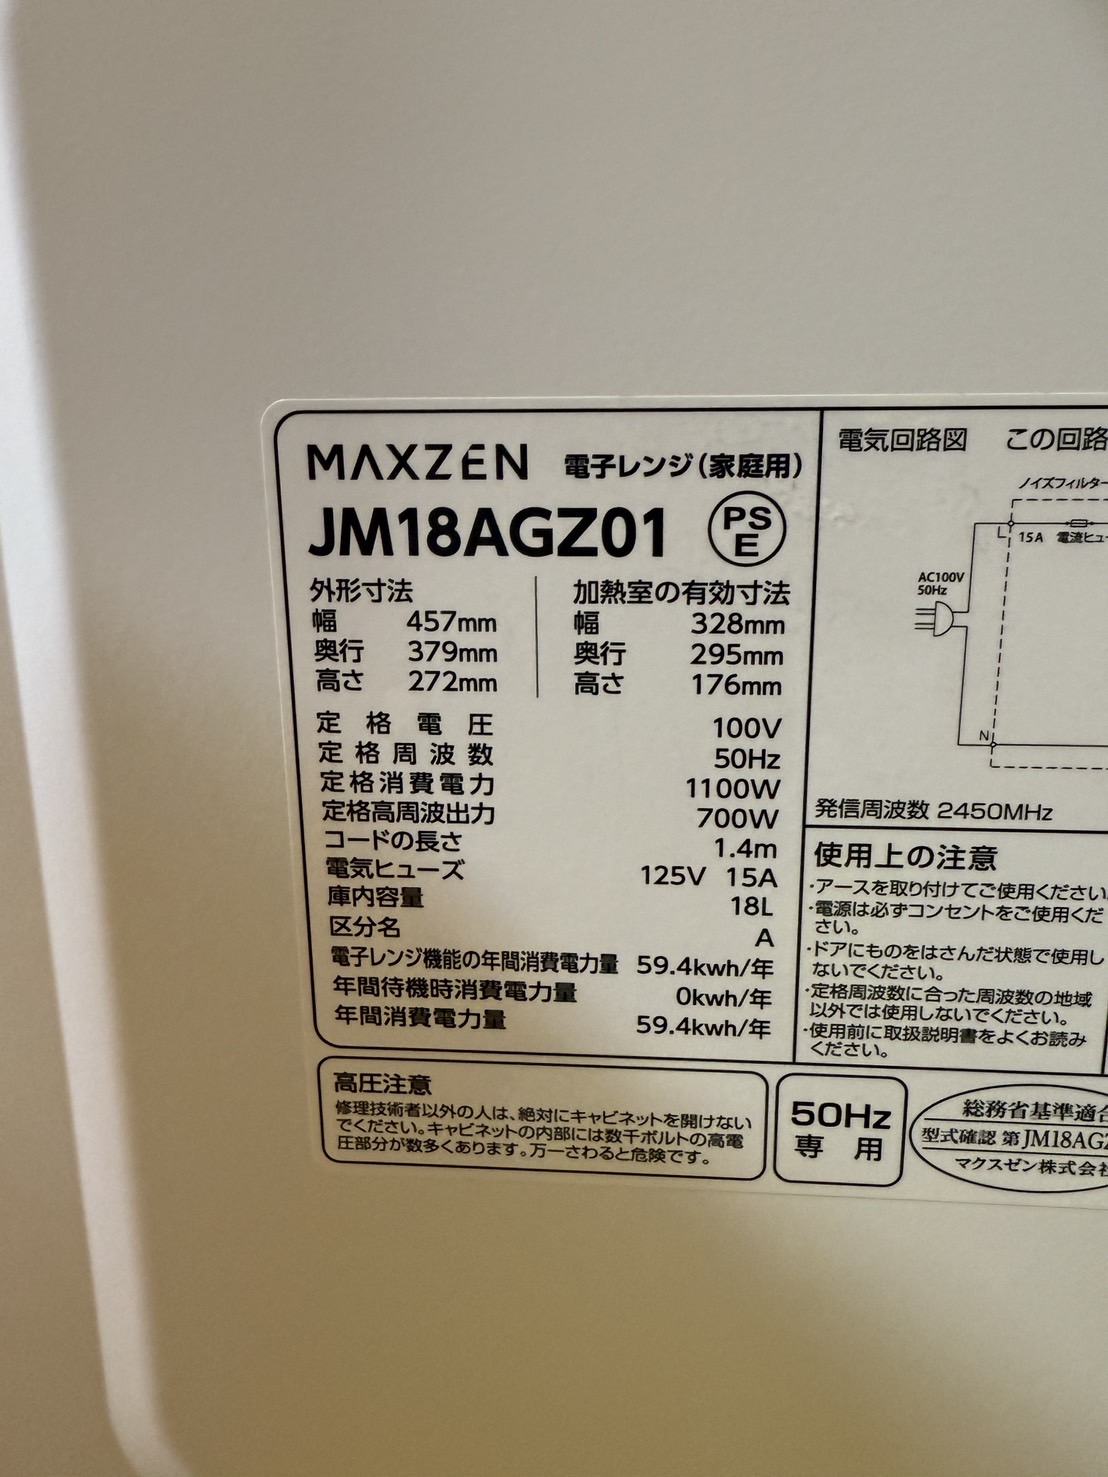 MAXZEN 電子レンジ(家庭用)
JM18AGZ01 PSE
外形寸法
幅 457mm
奥行 379mm
高さ 272mm
加熱室の有効寸法
幅 328mm
奥行 295mm
高さ 176mm
定格電圧 100V
定格周波数 50Hz
定格消費電力 1100W
定格高周波出力 700W
コードの長さ 1.4m
電気ヒューズ 125V 15A
庫内容量 18L
区分名 A
電子レンジ機能の年間消費電力量 59.4kwh/年
年間待機時消費電力量 0kwh/年
年間消費電力量 59.4kwh/年
高圧注意
修理技術者以外の人は、絶対にキャビネットを開けない
でください。キャビネットの内部には数千ボルトの高電
圧部分が数多くあります。万一さわると危険です。
電気回路図 この回路
ノイズフィルター
L 15A 電流ヒュー
AC100V
50Hz
N
発信周波数 2450MHz
使用上の注意
・アースを取り付けてご使用ください。
・電源は必ずコンセントをご使用くだ
さい。
・ドアにものをはさんだ状態で使用し
ないでください。
・定格周波数に合った周波数の地域
以外では使用しないでください。
・使用前に取扱説明書をよくお読み
ください。
50Hz
専用
総務省基準適合
型式確認 第JM18AGZ
マクスゼン株式会社